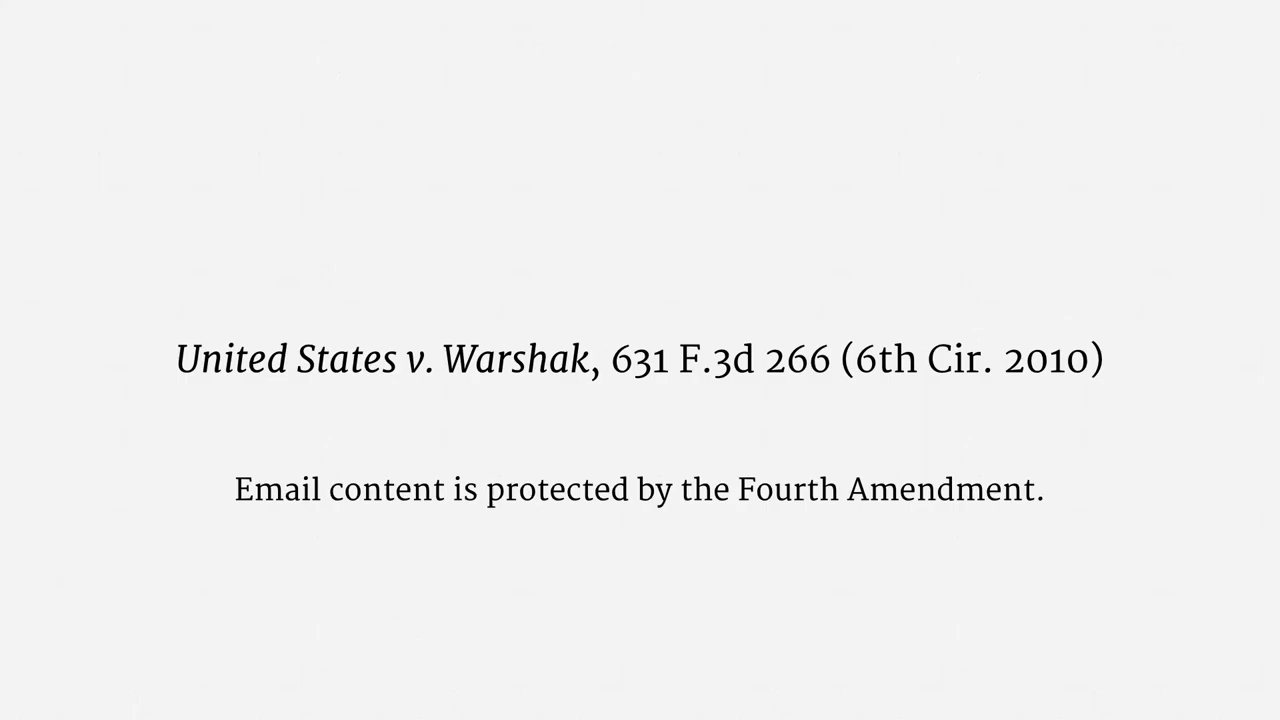 United States v. Warshak, 631 F.3d 266 (6th Cir. 2010)
Email content is protected by the Fourth Amendment.